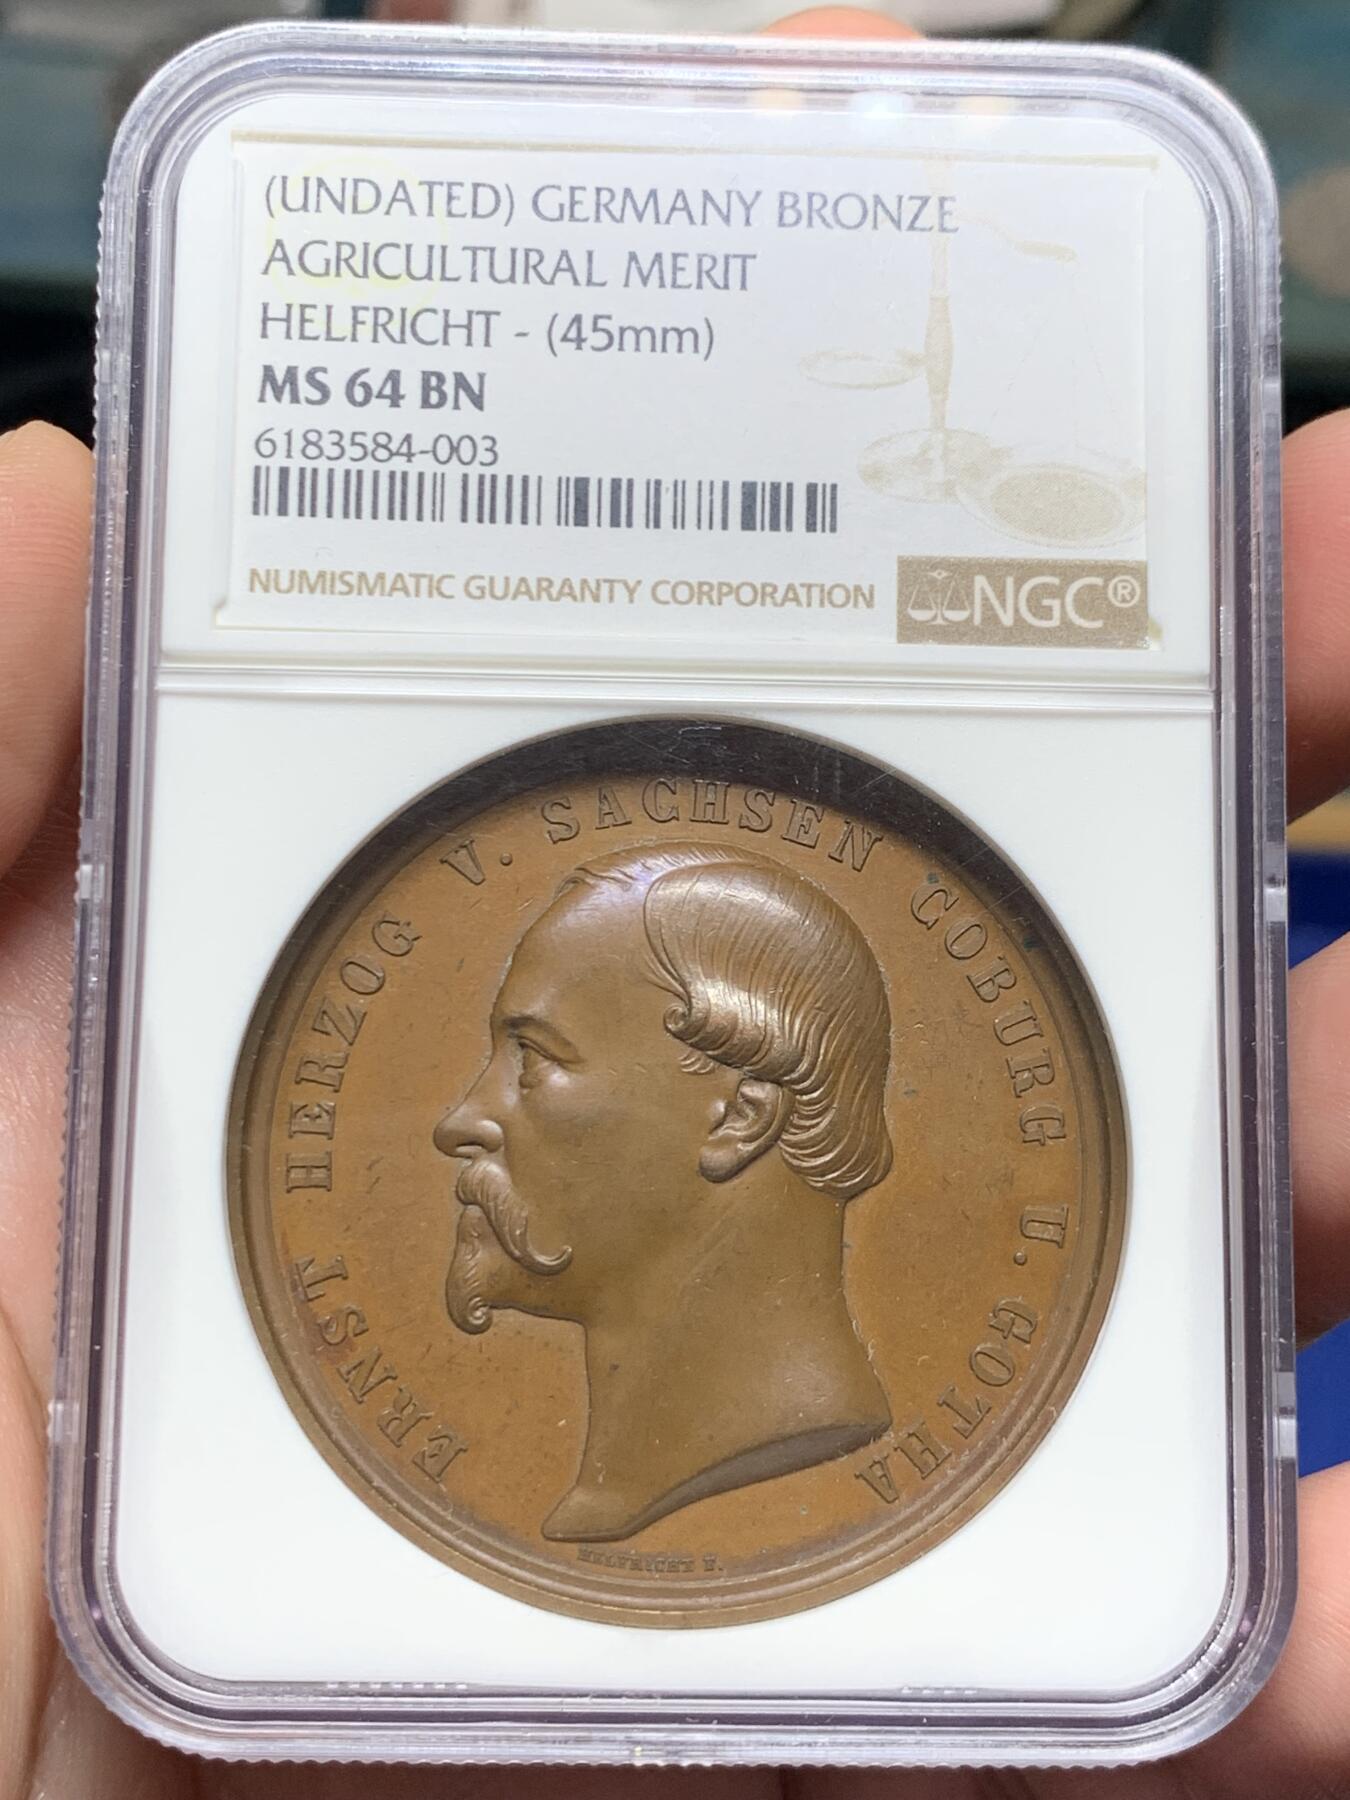 (UNDATED) GERMANY BRONZE
AGRICULTURAL MERIT
HELFRICHT - (45mm)
MS 64 BN
6183584-003
NUMISMATIC GUARANTY CORPORATION
NGC®
ERNST HERZOG V. SACHSEN COBURG U. GOTHA
HELFRICHT F.